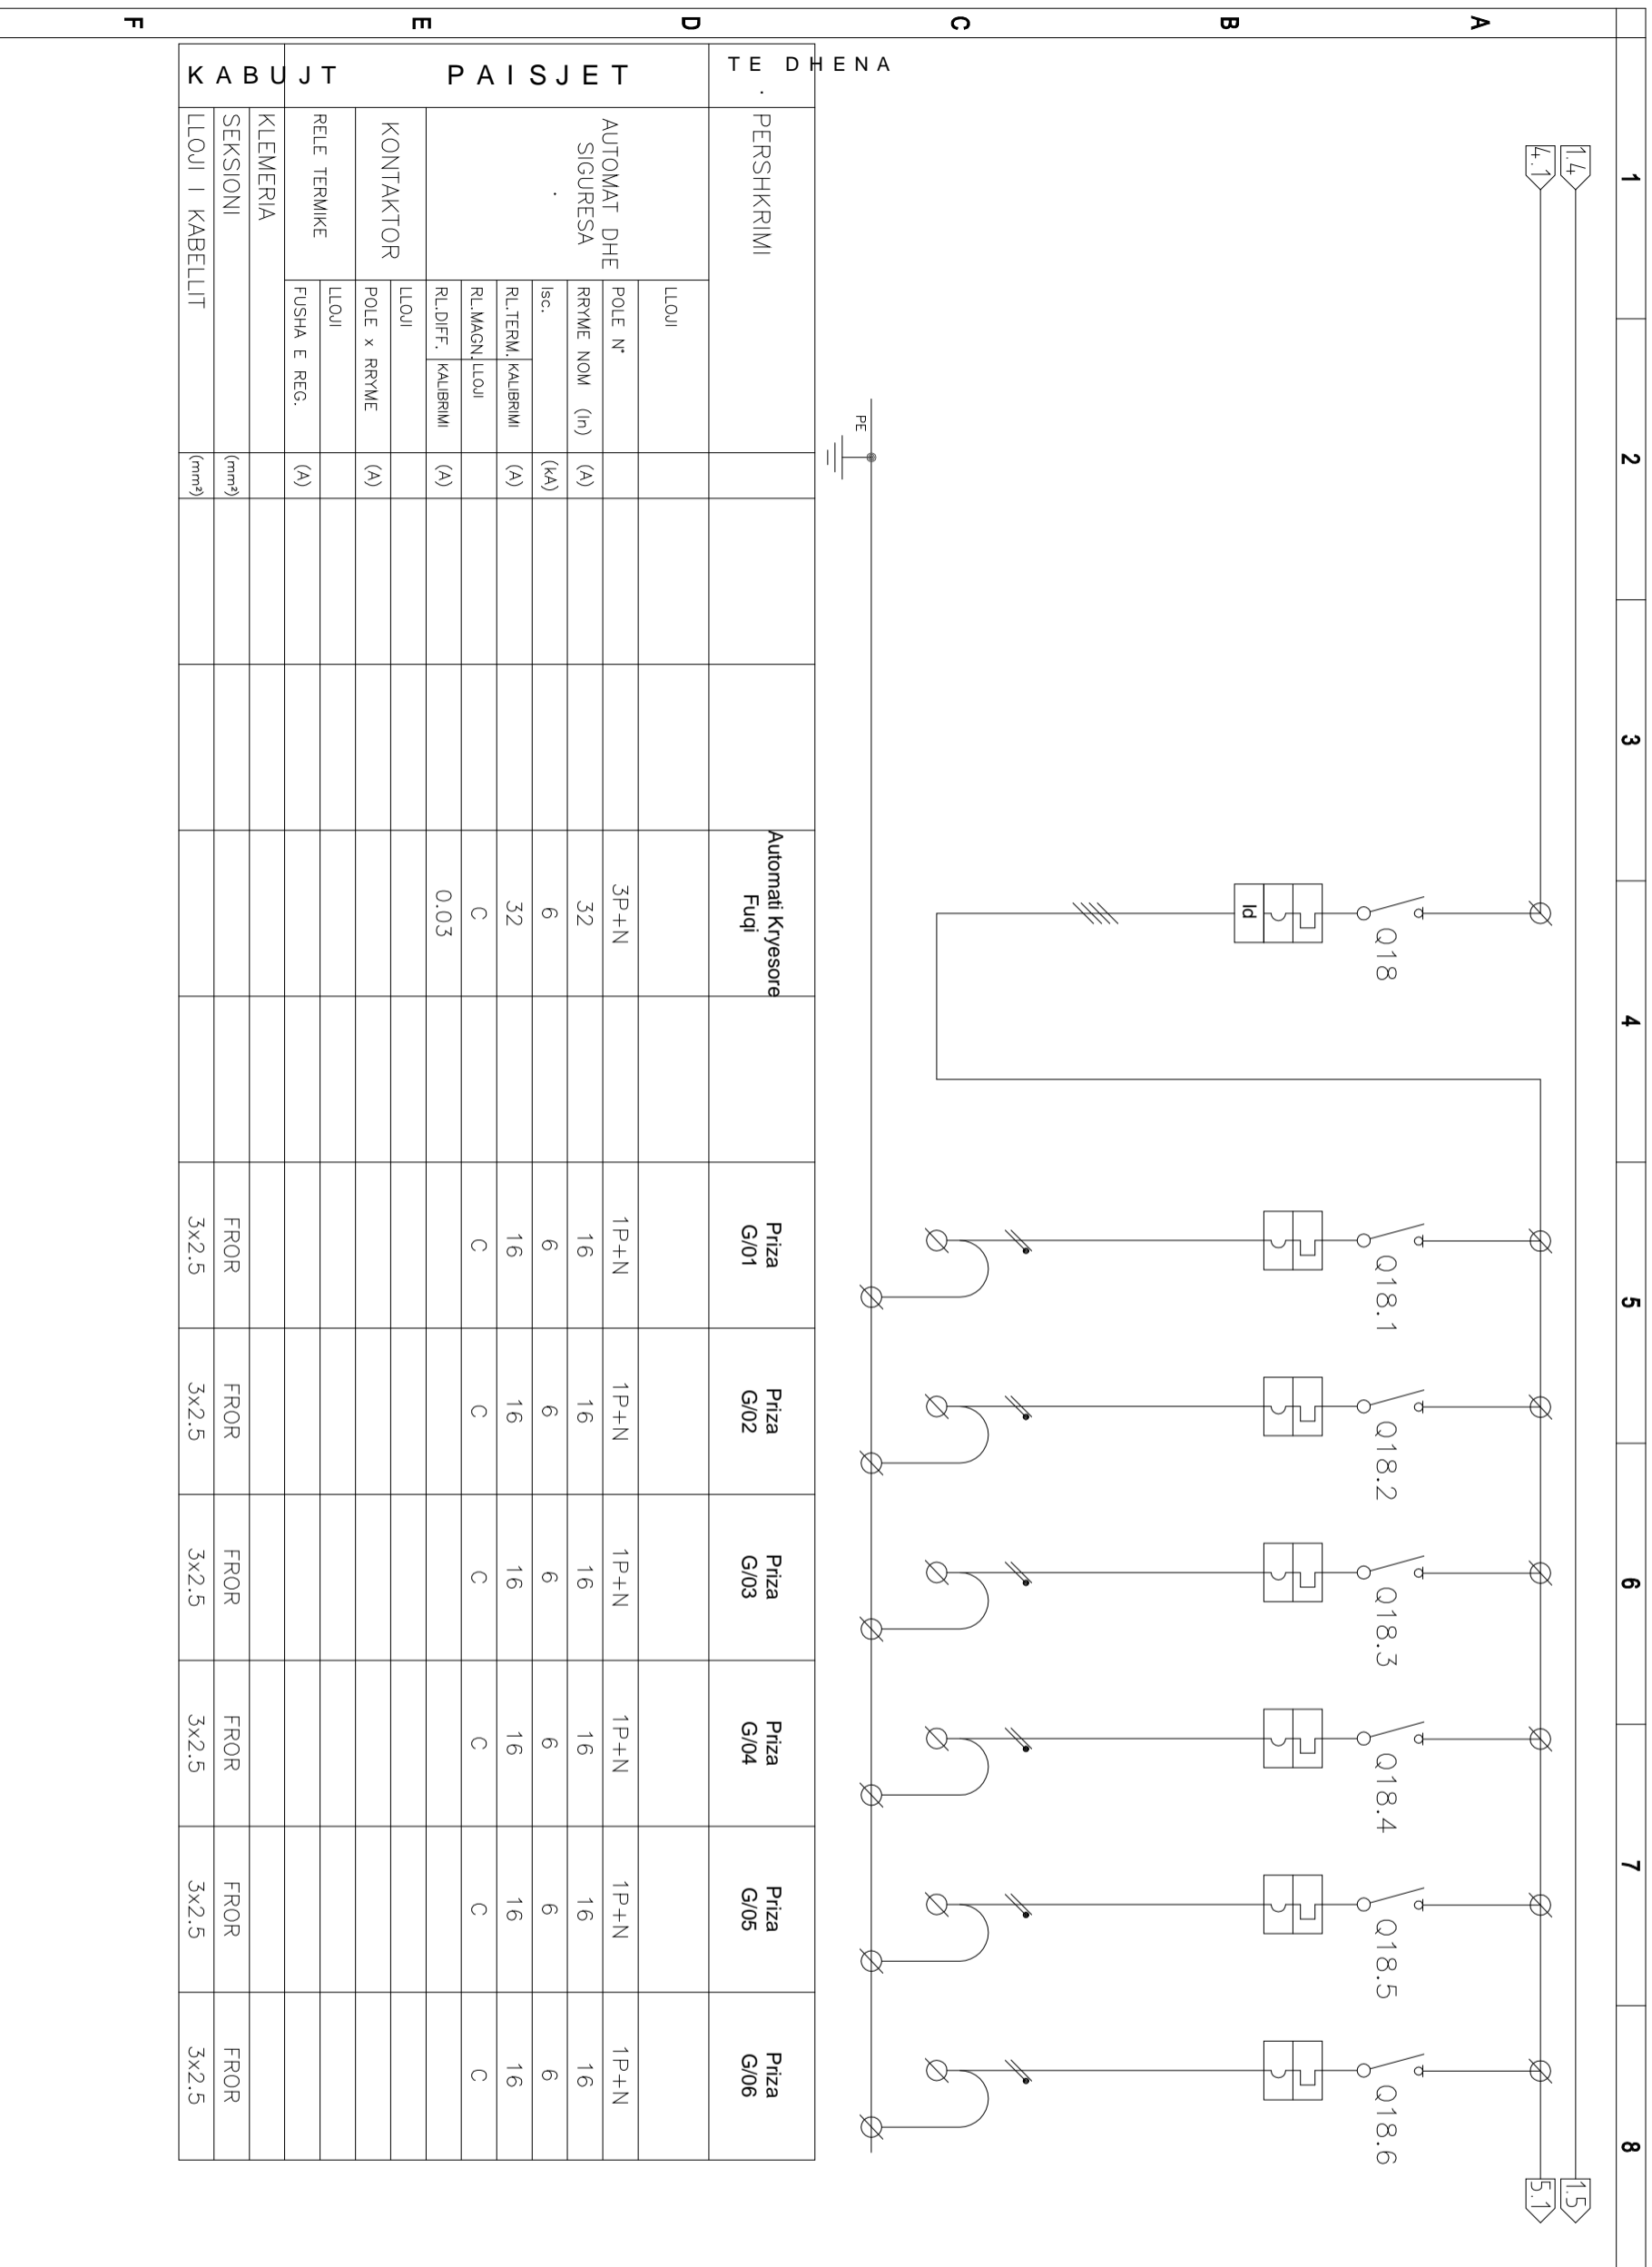 1 2 3 4 5 6 7 8
A
B
C
D
E
F
1.4
4.1
1.5
5.1
Q18
Q18.1
Q18.2
Q18.3
Q18.4
Q18.5
Q18.6
Id
PE
TE DHENA
.
PERSHKRIMI
Automati Kryesore
Fuqi
Priza
G/01
Priza
G/02
Priza
G/03
Priza
G/04
Priza
G/05
Priza
G/06
PAISJET
AUTOMAT DHE
SIGURESA
.
LLOJI
POLE N° 3P+N 1P+N 1P+N 1P+N 1P+N 1P+N 1P+N
RRYME NOM (In) (A) 32 16 16 16 16 16 16
Isc. (kA) 6 6 6 6 6 6 6
RL.TERM. KALIBRIMI (A) 32 16 16 16 16 16 16
RL.MAGN. LLOJI C C C C C C C
RL.DIFF. KALIBRIMI (A) 0.03
KONTAKTOR
LLOJI
POLE x RRYME (A)
RELE TERMIKE
LLOJI
FUSHA E REG. (A)
KABUJT
KLEMERIA
SEKSIONI (mm²) FROR FROR FROR FROR FROR FROR
LLOJI I KABELLIT (mm²) 3x2.5 3x2.5 3x2.5 3x2.5 3x2.5 3x2.5